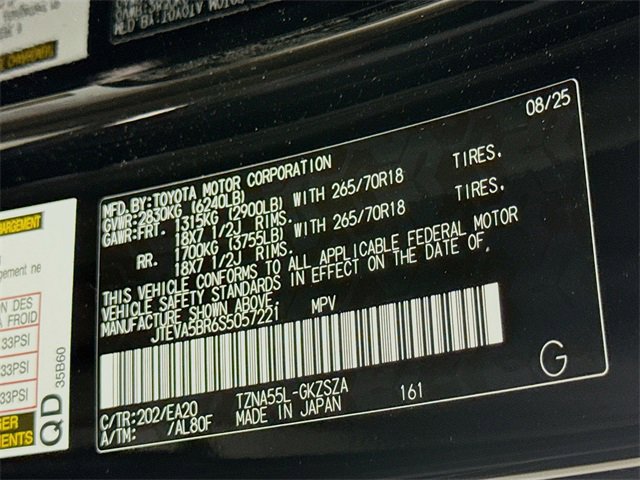 08/25
MFD.BY:TOYOTA MOTOR CORPORATION
GVWR:2830KG (6240LB)
GAWR:FRT. 1315KG (2900LB) WITH 265/70R18 TIRES.
18X7 1/2J RIMS.
RR. 1700KG (3755LB) WITH 265/70R18 TIRES.
18X7 1/2J RIMS.
THIS VEHICLE CONFORMS TO ALL APPLICABLE FEDERAL MOTOR
VEHICLE SAFETY STANDARDS IN EFFECT ON THE DATE OF
MANUFACTURE SHOWN ABOVE.
JTEVA5BR6S5057221 MPV
C/TR:202/EA20 TZNA55L-GKZSZA 161
A/TM: /AL80F MADE IN JAPAN
G
33PSI
33PSI
33PSI
QD
35B60